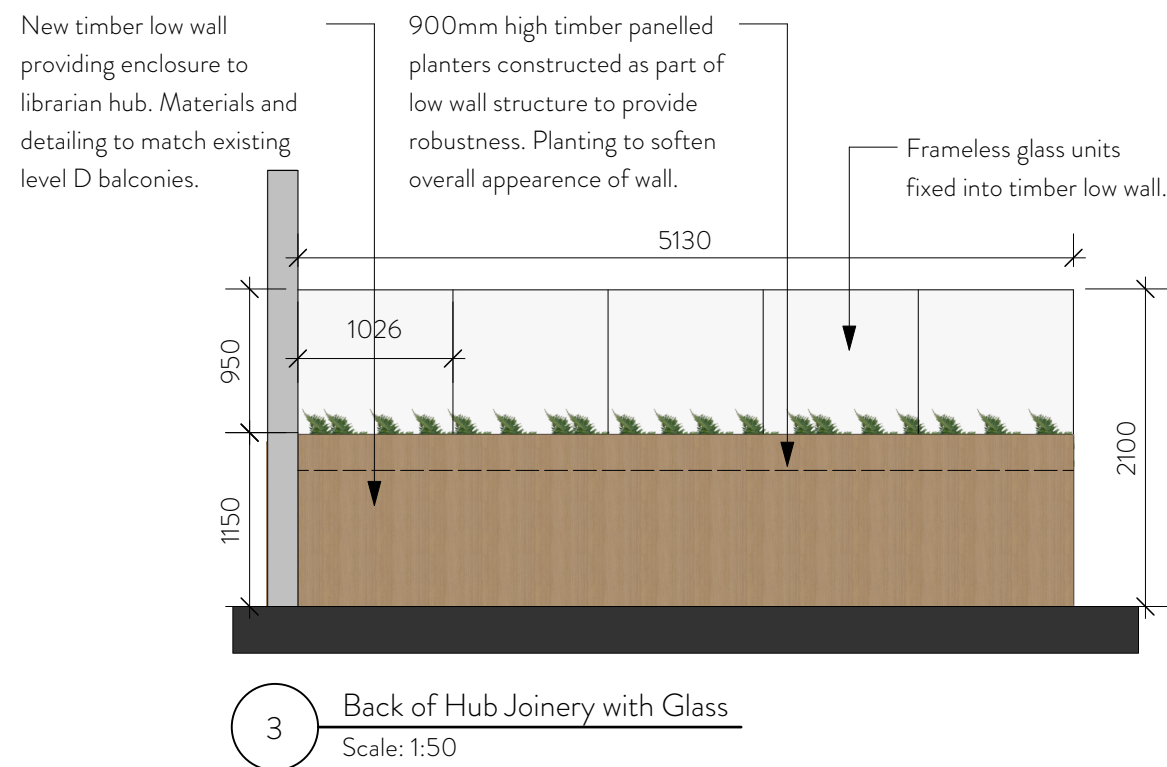 New timber low wall
providing enclosure to
librarian hub. Materials and
detailing to match existing
level D balconies.
900mm high timber panelled
planters constructed as part of
low wall structure to provide
robustness. Planting to soften
overall appearence of wall.
Frameless glass units
fixed into timber low wall.
5130
1026
950
1150
2100
3
Back of Hub Joinery with Glass
Scale: 1:50